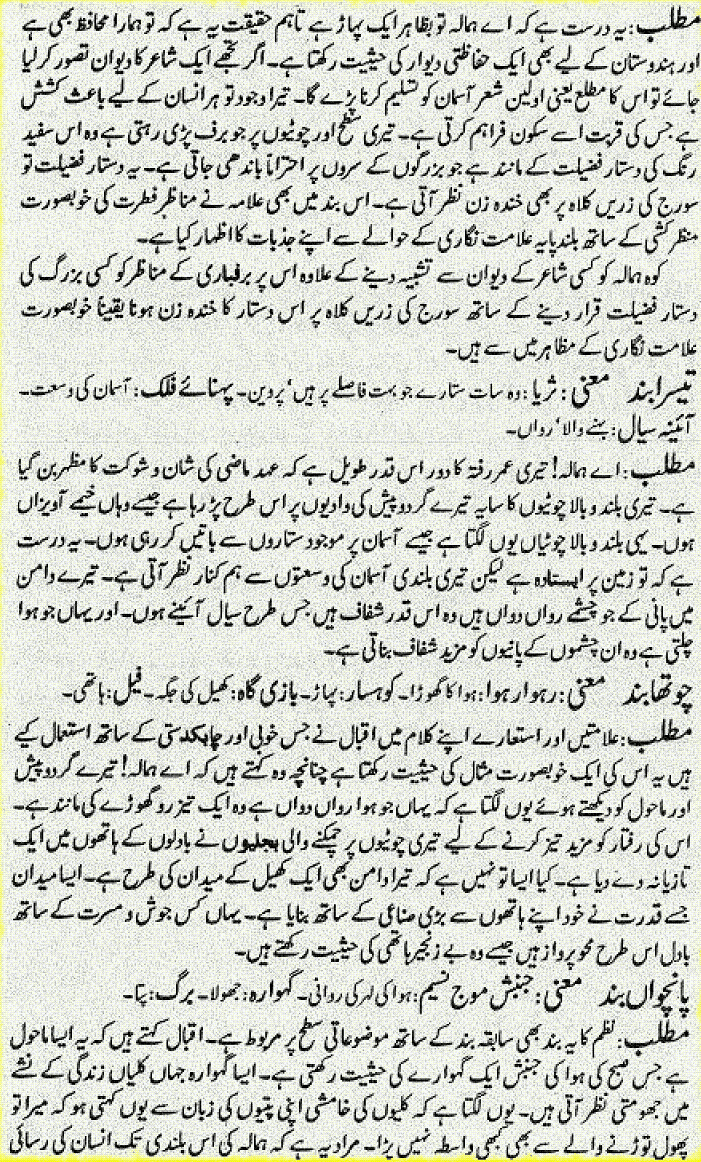 مطلب: یہ درست ہے کہ اے ہمالہ تو بظاہر ایک پہاڑ ہے تاہم حقیقت یہ ہے کہ تو ہمارا محافظ بھی ہے
اور ہندوستان کے لیے بھی ایک حفاظتی دیوار کی حیثیت رکھتا ہے۔ اگر تجھے ایک شاعر کا دیوان تصور کر لیا
جائے تو اس کا مطلع یعنی اولین شعر آسمان کو تسلیم کرنا پڑے گا۔ تیرا وجود تو ہر انسان کے لیے باعث کشش
ہے جس کی قربت اسے سکون فراہم کرتی ہے۔ تیری سطح اور چوٹیوں پر جو برف پڑی رہتی ہے وہ اس سفید
رنگ کی دستار فضیلت کے مانند ہے جو بزرگوں کے سروں پر احتراماً باندھی جاتی ہے۔ یہ دستار فضیلت تو
سورج کی زریں کلاہ پر بھی خندہ زن نظر آتی ہے۔ اس بند میں بھی علامہ نے مناظر فطرت کی خوبصورت
منظر کشی کے ساتھ بلند پایہ علامت نگاری کے حوالے سے اپنے جذبات کا اظہار کیا ہے۔
کوہ ہمالہ کو کسی شاعر کے دیوان سے تشبیہ دینے کے علاوہ اس پر برفباری کے مناظر کو کسی بزرگ کی
دستار فضیلت قرار دینے کے ساتھ سورج کی زریں کلاہ پر اس دستار کا خندہ زن ہونا یقیناً خوبصورت
علامت نگاری کے مظاہر میں سے ہیں۔
تیسرا بند معنی: ثریا: وہ سات ستارے جو بہت فاصلے پر ہیں' پروین۔ پہنائے فلک: آسمان کی وسعت۔
آئینہ سیال: بہنے والا' رواں۔
مطلب: اے ہمالہ! تیری عمر رفتہ کا دور اس قدر طویل ہے کہ عہد ماضی کی شان و شوکت کا مظہر بن گیا
ہے۔ تیری بلند و بالا چوٹیوں کا سایہ تیرے گرد و پیش کی وادیوں پر اس طرح پڑ رہا ہے جیسے وہاں خیمے آویزاں
ہوں۔ یہی بلند و بالا چوٹیاں یوں لگتا ہے جیسے آسمان پر موجود ستاروں سے باتیں کر رہی ہوں۔ یہ درست
ہے کہ تو زمین پر ایستادہ ہے لیکن تیری بلندی آسمان کی وسعتوں سے ہم کنار نظر آتی ہے۔ تیرے دامن
میں پانی کے جو چشمے رواں دواں ہیں وہ اس قدر شفاف ہیں جس طرح سیال آئینے ہوں۔ اور یہاں جو ہوا
چلتی ہے وہ ان چشموں کے پانیوں کو مزید شفاف بناتی ہے۔
چوتھا بند معنی: رہوار ہوا: ہوا کا گھوڑا۔ کوہسار: پہاڑ۔ بازی گاہ: کھیل کی جگہ۔ فیل: ہاتھی۔
مطلب: علامتیں اور استعارے اپنے کلام میں اقبال نے جس خوبی اور چابکدستی کے ساتھ استعمال کیے
ہیں یہ اس کی ایک خوبصورت مثال کی حیثیت رکھتا ہے چنانچہ وہ کہتے ہیں کہ اے ہمالہ! تیرے گرد و پیش
اور ماحول کو دیکھتے ہوئے یوں لگتا ہے کہ یہاں جو ہوا رواں دواں ہے وہ ایک تیز رو گھوڑے کی مانند ہے۔
اس کی رفتار کو مزید تیز کرنے کے لیے تیری چوٹیوں پر چمکنے والی بجلیوں نے بادلوں کے ہاتھوں میں ایک
تازیانہ دے دیا ہے۔ کیا ایسا تو نہیں ہے کہ تیرا دامن بھی ایک کھیل کے میدان کی طرح ہے۔ ایسا میدان
جسے قدرت نے خود اپنے ہاتھوں سے بڑی صناعی کے ساتھ بنایا ہے۔ یہاں کس جوش و مسرت کے ساتھ
بادل اس طرح محو پرواز ہیں جیسے وہ بے زنجیر ہاتھی کی حیثیت رکھتے ہیں۔
پانچواں بند معنی: جنبش موج نسیم: ہوا کی لہر کی روانی۔ گہوارہ: جھولا۔ برگ: پتا۔
مطلب: نظم کا یہ بند بھی سابقہ بند کے ساتھ موضوعاتی سطح پر مربوط ہے۔ اقبال کہتے ہیں کہ یہ ایسا ماحول
ہے جس صبح کی ہوا کی جنبش ایک گہوارے کی حیثیت رکھتی ہے۔ ایسا گہوارہ جہاں کلیاں زندگی کے نشے
میں جھومتی نظر آتی ہیں۔ یوں لگتا ہے کہ کلیوں کی خامشی اپنی پتیوں کی زبان سے یوں کہتی ہو کہ میرا تو
پھول توڑنے والے سے بھی کبھی واسطہ نہیں پڑا۔ مراد یہ ہے کہ ہمالہ کی اس بلندی تک انسان کی رسائی